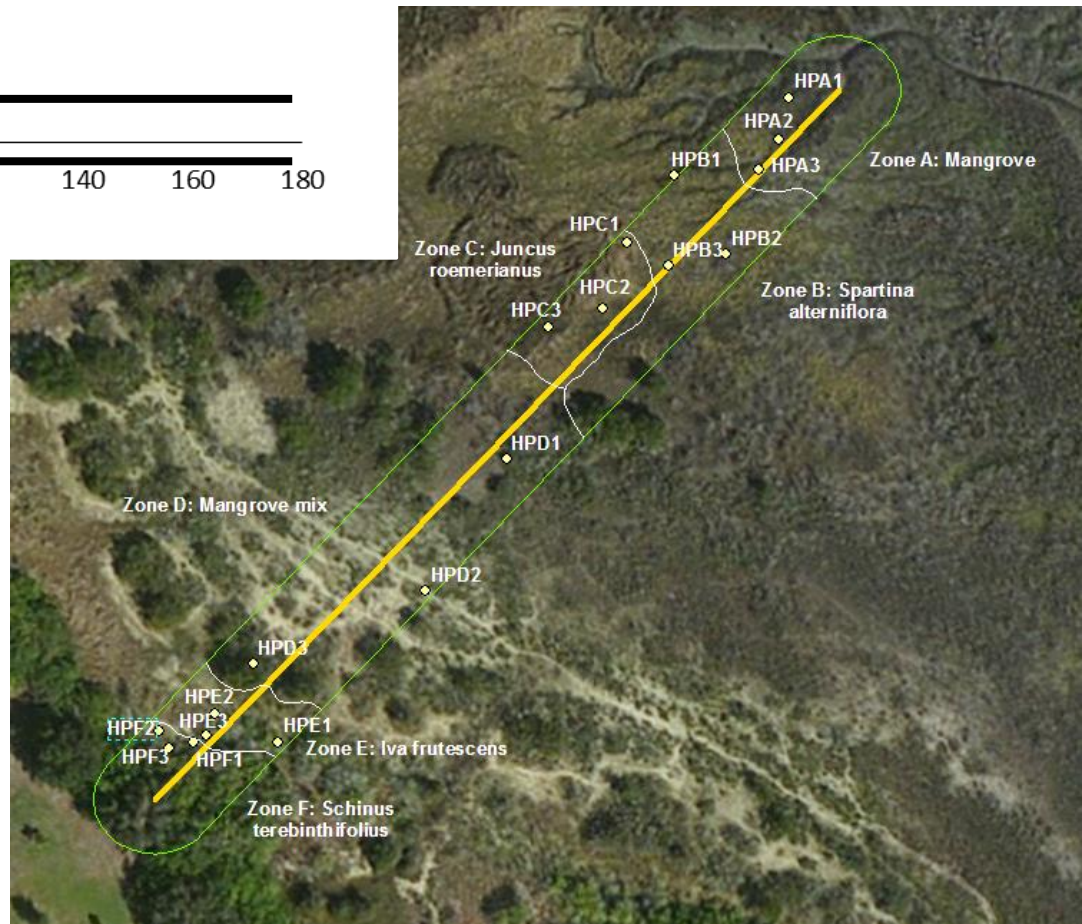 140 160 180
HPA1
HPA2
HPA3
Zone A: Mangrove
HPB1
HPC1
HPB2
HPB3
Zone C: Juncus
roemerianus
HPC2
Zone B: Spartina
alterniflora
HPC3
HPD1
Zone D: Mangrove mix
HPD2
HPD3
HPE2
HPF2
HPE3
HPE1
Zone E: Iva frutescens
HPF3
HPF1
Zone F: Schinus
terebinthifolius